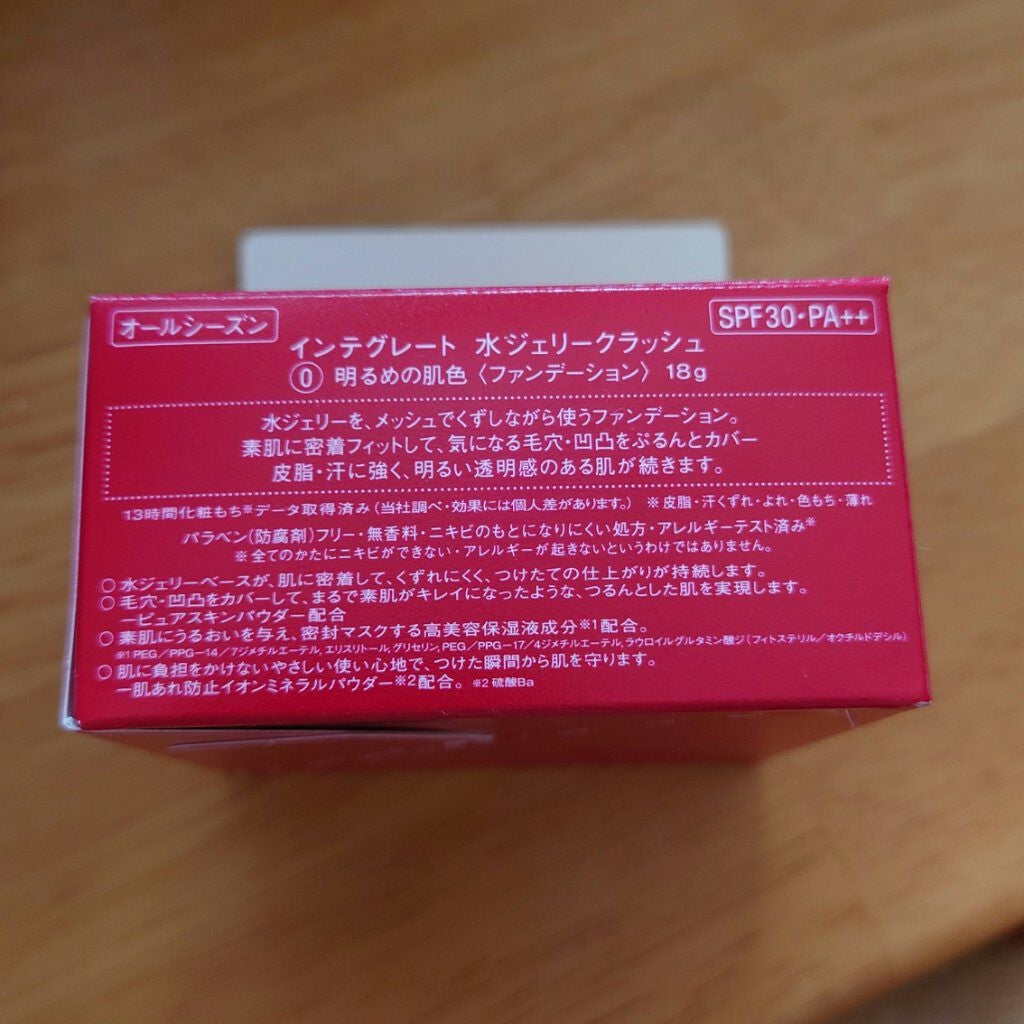 オールシーズン
SPF30・PA++
インテグレート 水ジェリークラッシュ
⓪ 明るめの肌色〈ファンデーション〉 18g
水ジェリーを、メッシュでくずしながら使うファンデーション。
素肌に密着フィットして、気になる毛穴・凹凸をぷるんとカバー
皮脂・汗に強く、明るい透明感のある肌が続きます。
13時間化粧もち※データ取得済み(当社調べ・効果には個人差があります。) ※皮脂・汗くずれ・よれ・色もち・薄れ
パラベン(防腐剤)フリー・無香料・ニキビのもとになりにくい処方・アレルギーテスト済み※
※全てのかたにニキビができない・アレルギーが起きないというわけではありません。
○水ジェリーベースが、肌に密着して、くずれにくく、つけたての仕上がりが持続します。
○毛穴・凹凸をカバーして、まるで素肌がキレイになったような、つるんとした肌を実現します。
ーピュアスキンパウダー配合
○素肌にうるおいを与え、密封マスクする高美容保湿液成分※1配合。
※1 PEG/PPG-14/7ジメチルエーテル, エリスリトール, グリセリン, PEG/PPG-17/4ジメチルエーテル, ラウロイルグルタミン酸ジ(フィトステリル/オクチルドデシル)
○肌に負担をかけないやさしい使い心地で、つけた瞬間から肌を守ります。
ー肌あれ防止イオンミネラルパウダー※2配合。 ※2 硫酸Ba